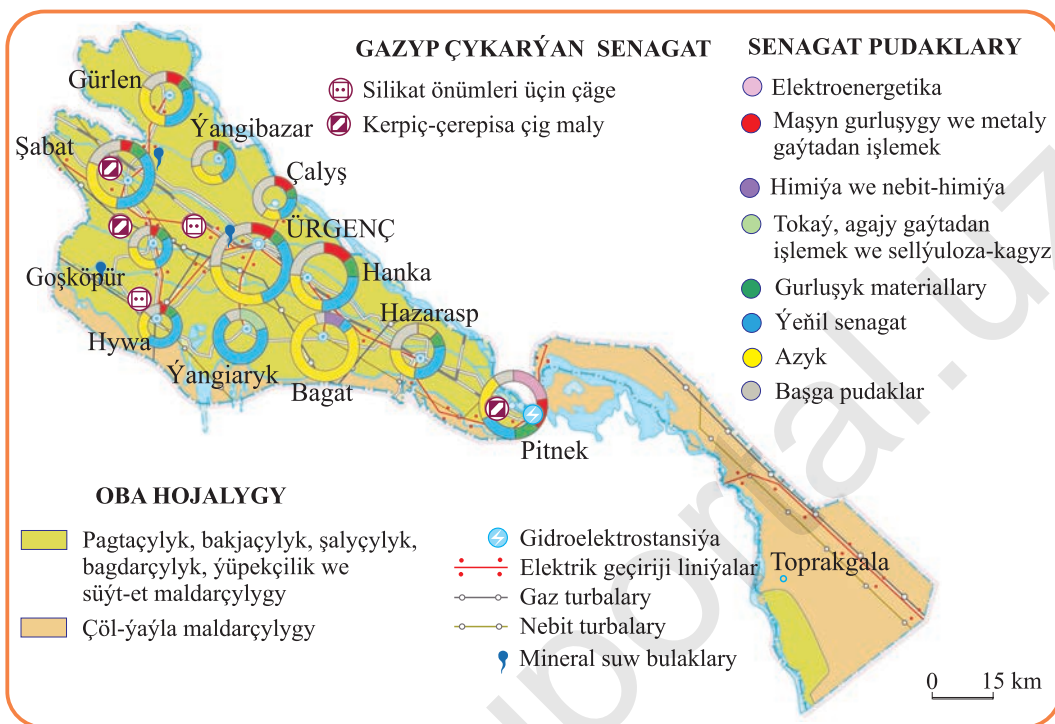 GAZYP ÇYKARÝAN SENAGAT
Silikat önümleri üçin çäge
Kerpiç-çerepisa çig maly
SENAGAT PUDAKLARY
Elektroenergetika
Maşyn gurluşygy we metaly
gaýtadan işlemek
Himiýa we nebit-himiýa
Tokaý, agajy gaýtadan
işlemek we sellýuloza-kagyz
Gurluşyk materiallary
Ýeňil senagat
Azyk
Başga pudaklar
Gürlen
Ýangibazar
Şabat
Çalyş
ÜRGENÇ
Hanka
Goşköpür
Hazarasp
Hywa
Ýangiaryk
Bagat
Pitnek
Toprakgala
OBA HOJALYGY
Pagtaçylyk, bakjaçylyk, şalyçylyk,
bagdarçylyk, ýüpekçilik we
süýt-et maldarçylygy
Çöl-ýaýla maldarçylygy
Gidroelektrostansiýa
Elektrik geçiriji liniýalar
Gaz turbalary
Nebit turbalary
Mineral suw bulaklary
0 15 km
portal.uz